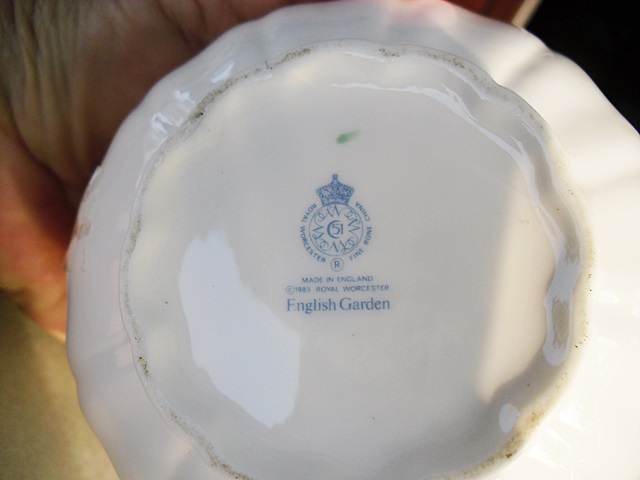 ROYAL WORCESTER FINE BONE CHINA
51
®
MADE IN ENGLAND
©1983 ROYAL WORCESTER
English Garden